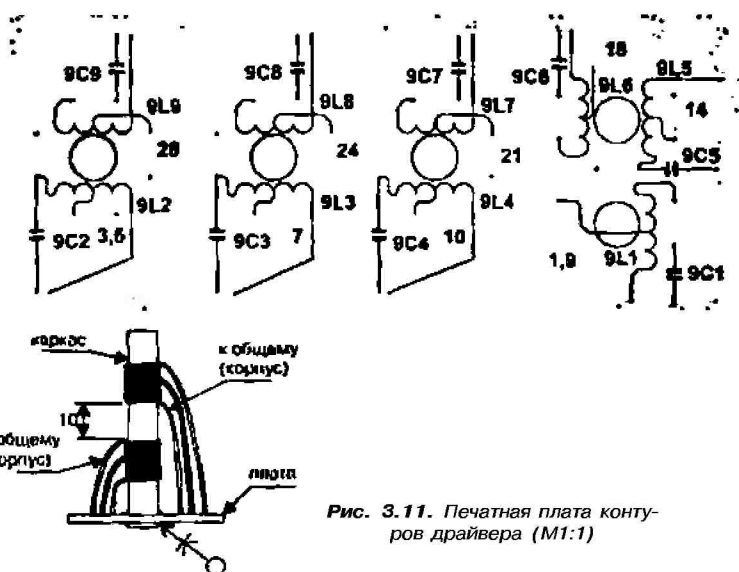 9C9
9L9
28
9L2
9C2
3,5
9C8
9L8
24
9L3
9C3
7
9C7
9L7
21
9L4
9C4
10
18
9C6
9L6
9L5
14
9C5
1,9
9L1
9C1
каркас
к общему
(корпус)
10
общему
орпус)
плата
Рис. 3.11. Печатная плата конту-
ров драйвера (М1:1)